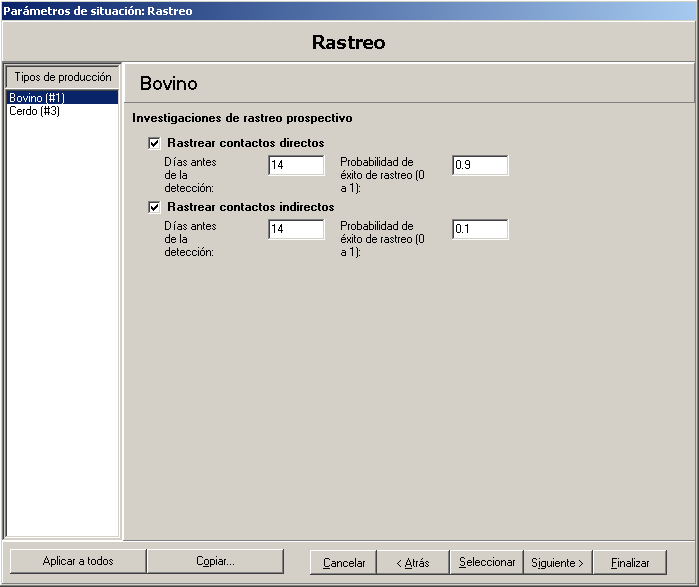 Parámetros de situación: Rastreo
Rastreo
Tipos de producción
Bovino (#1)
Cerdo (#3)
Bovino
Investigaciones de rastreo prospectivo
Rastrear contactos directos
Días antes
de la
detección:
14
Probabilidad de
éxito de rastreo (0
a 1):
0.9
Rastrear contactos indirectos
Días antes
de la
detección:
14
Probabilidad de
éxito de rastreo (0
a 1):
0.1
Aplicar a todos
Copiar...
Cancelar
< Atrás
Seleccionar
Siguiente >
Finalizar